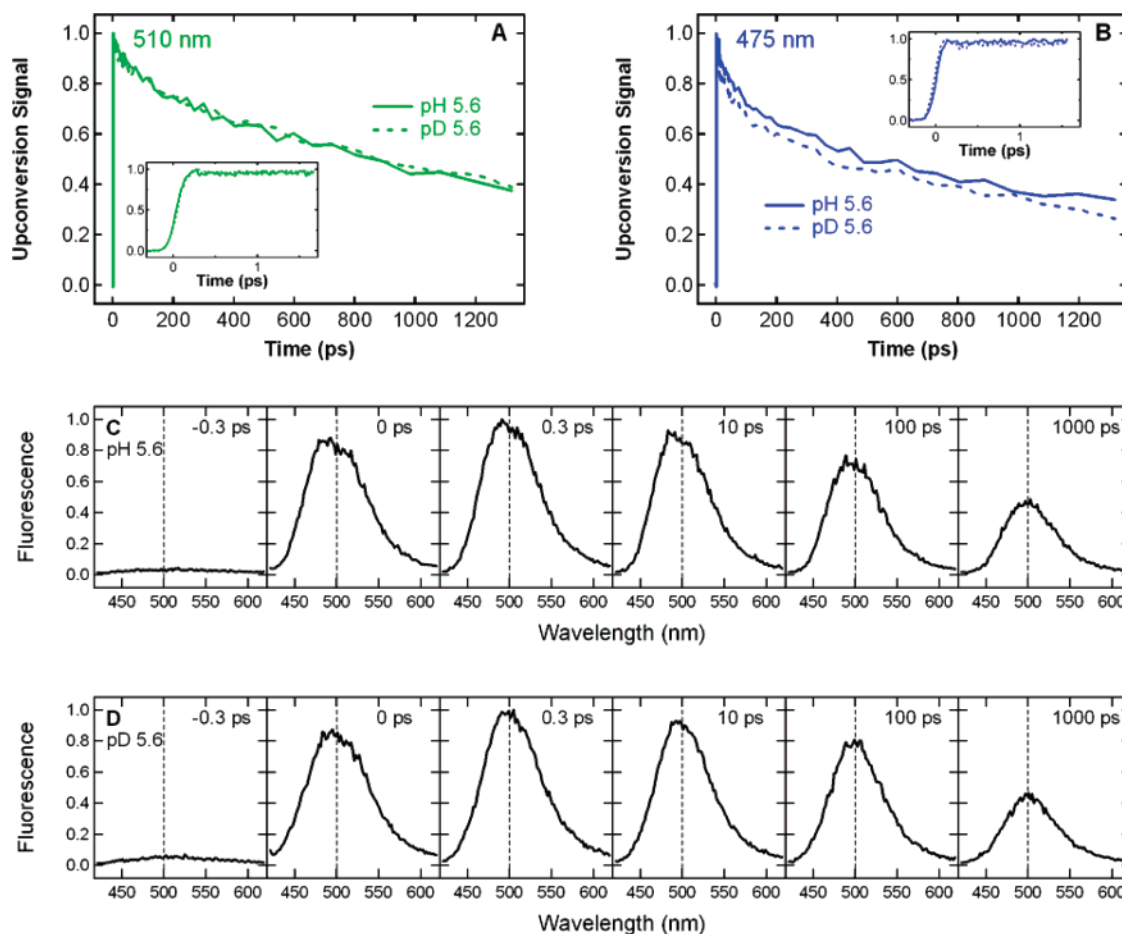 A
510 nm
Upconversion Signal
1.0
0.8
0.6
0.4
0.2
0.0
pH 5.6
pD 5.6
1.0
0.5
0.0
0 1
Time (ps)
0 200 400 600 800 1000 1200
Time (ps)
B
475 nm
Upconversion Signal
1.0
0.8
0.6
0.4
0.2
0.0
1.0
0.5
0.0
0 1
Time (ps)
pH 5.6
pD 5.6
0 200 400 600 800 1000 1200
Time (ps)
C
pH 5.6
Fluorescence
1.0
0.8
0.6
0.4
0.2
0.0
-0.3 ps
0 ps
0.3 ps
10 ps
100 ps
1000 ps
450 500 550 600 450 500 550 600 450 500 550 600 450 500 550 600 450 500 550 600 450 500 550 600
Wavelength (nm)
D
pD 5.6
Fluorescence
1.0
0.8
0.6
0.4
0.2
0.0
-0.3 ps
0 ps
0.3 ps
10 ps
100 ps
1000 ps
450 500 550 600 450 500 550 600 450 500 550 600 450 500 550 600 450 500 550 600 450 500 550 600
Wavelength (nm)